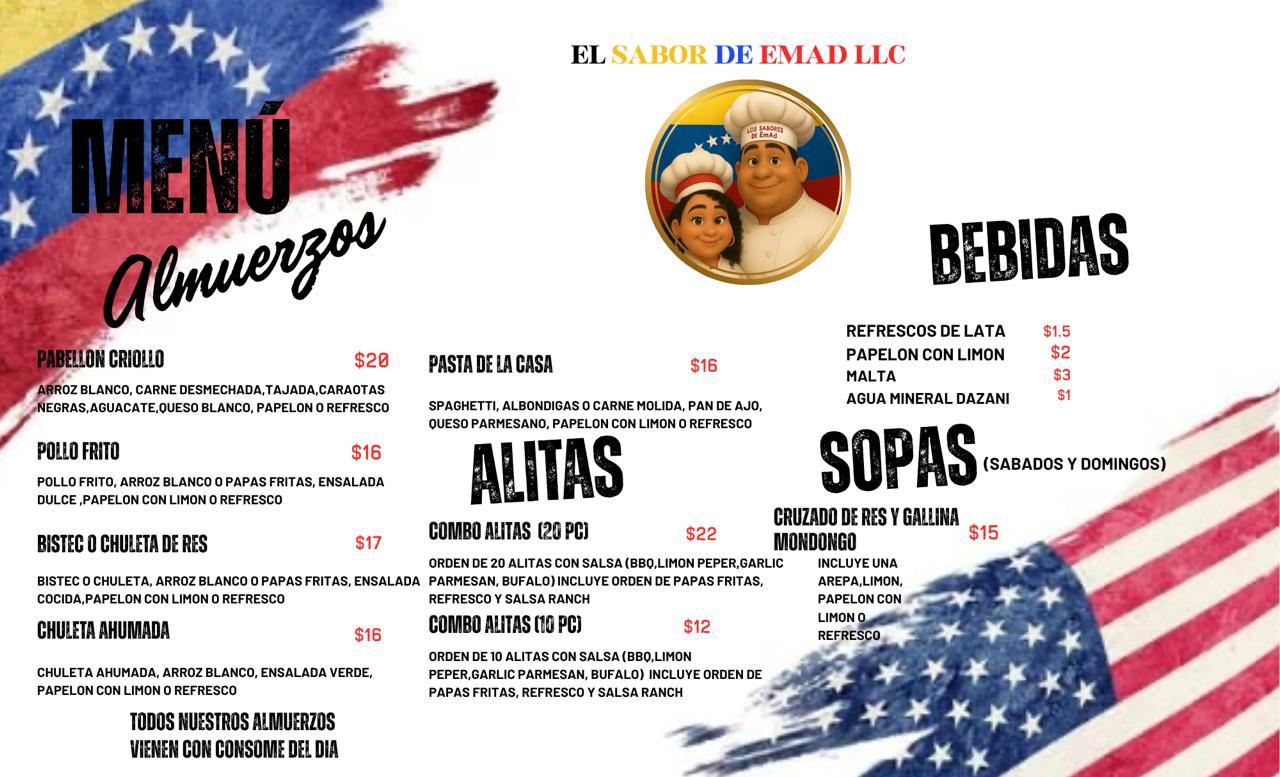 EL SABOR DE EMAD LLC
LOS SABORES
DE EmAd
MENÚ
Almuerzos
PABELLON CRIOLLO $20
ARROZ BLANCO, CARNE DESMECHADA,TAJADA,CARAOTAS
NEGRAS,AGUACATE,QUESO BLANCO, PAPELON O REFRESCO
POLLO FRITO $16
POLLO FRITO, ARROZ BLANCO O PAPAS FRITAS, ENSALADA
DULCE ,PAPELON CON LIMON O REFRESCO
BISTEC O CHULETA DE RES $17
BISTEC O CHULETA, ARROZ BLANCO O PAPAS FRITAS, ENSALADA
COCIDA,PAPELON CON LIMON O REFRESCO
CHULETA AHUMADA $16
CHULETA AHUMADA, ARROZ BLANCO, ENSALADA VERDE,
PAPELON CON LIMON O REFRESCO
TODOS NUESTROS ALMUERZOS
VIENEN CON CONSOME DEL DIA
PASTA DE LA CASA $16
SPAGHETTI, ALBONDIGAS O CARNE MOLIDA, PAN DE AJO,
QUESO PARMESANO, PAPELON CON LIMON O REFRESCO
ALITAS
COMBO ALITAS (20 PC) $22
ORDEN DE 20 ALITAS CON SALSA (BBQ,LIMON PEPER,GARLIC
PARMESAN, BUFALO) INCLUYE ORDEN DE PAPAS FRITAS,
REFRESCO Y SALSA RANCH
COMBO ALITAS (10 PC) $12
ORDEN DE 10 ALITAS CON SALSA (BBQ,LIMON
PEPER,GARLIC PARMESAN, BUFALO) INCLUYE ORDEN DE
PAPAS FRITAS, REFRESCO Y SALSA RANCH
BEBIDAS
REFRESCOS DE LATA $1.5
PAPELON CON LIMON $2
MALTA $3
AGUA MINERAL DAZANI $1
SOPAS (SABADOS Y DOMINGOS)
CRUZADO DE RES Y GALLINA
MONDONGO $15
INCLUYE UNA
AREPA,LIMON,
PAPELON CON
LIMON O
REFRESCO